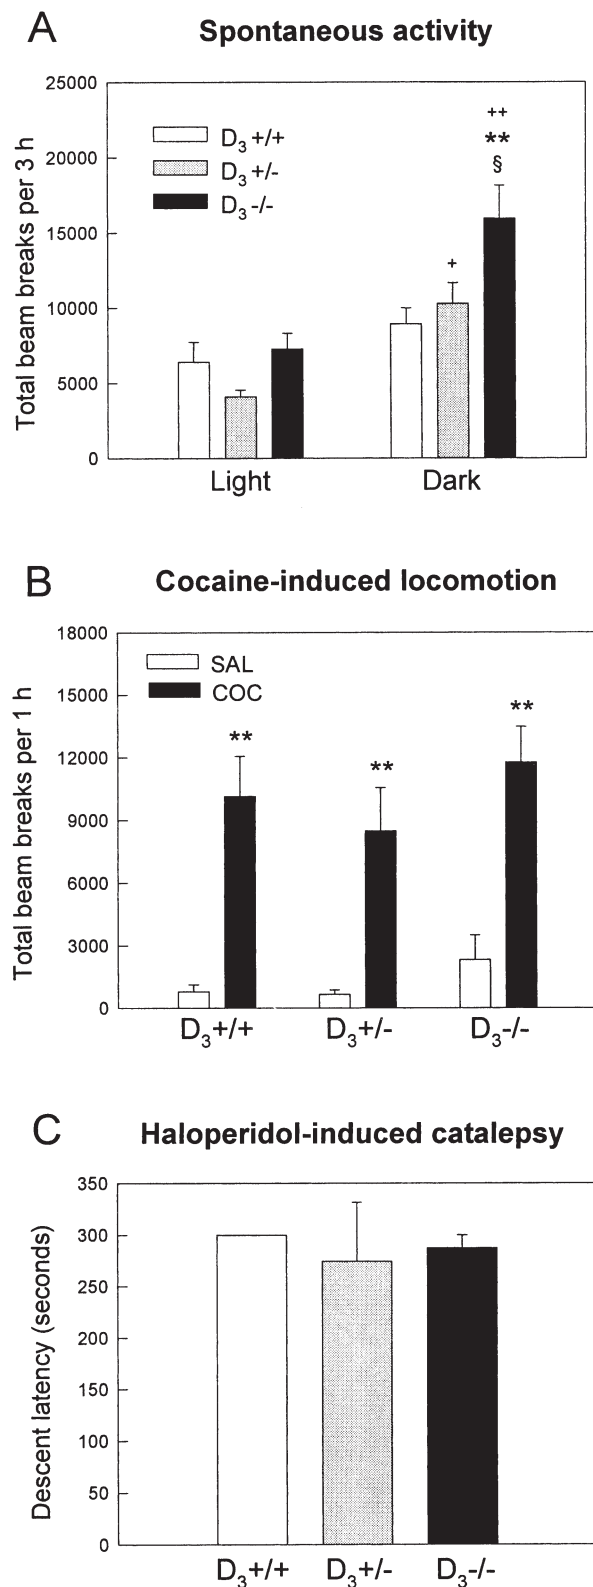 A
Spontaneous activity
Total beam breaks per 3 h
25000
20000
15000
10000
5000
0
D3 +/+
D3 +/-
D3 -/-
+
++
**
§
Light
Dark
B
Cocaine-induced locomotion
Total beam breaks per 1 h
18000
15000
12000
9000
6000
3000
0
SAL
COC
**
**
**
D3+/+
D3+/-
D3-/-
C
Haloperidol-induced catalepsy
Descent latency (seconds)
350
300
250
200
150
100
50
0
D3+/+
D3+/-
D3-/-